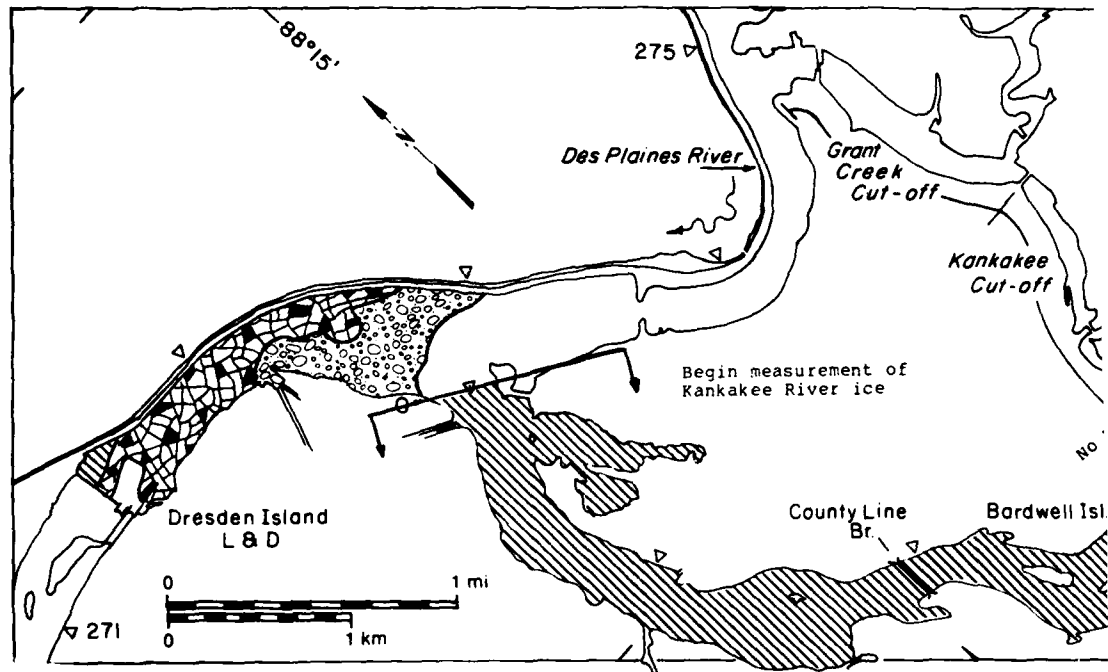 88°15'
N
275
Des Plaines River
Grant
Creek
Cut-off
Kankakee
Cut-off
Begin measurement of
Kankakee River ice
No
Dresden Island
L & D
County Line
Br.
Bardwell Isl.
0 1 mi
0 1 km
271